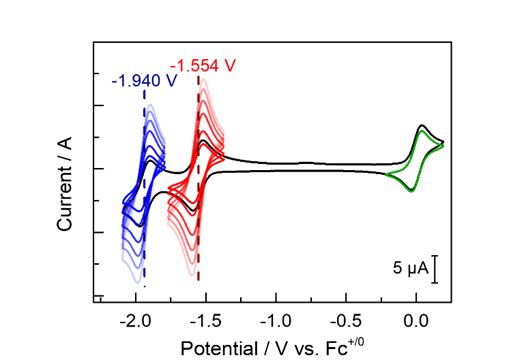 -1.554 V
-1.940 V
Current / A
5 µA
-2.0 -1.5 -1.0 -0.5 0.0
Potential / V vs. Fc⁺ᐟ⁰